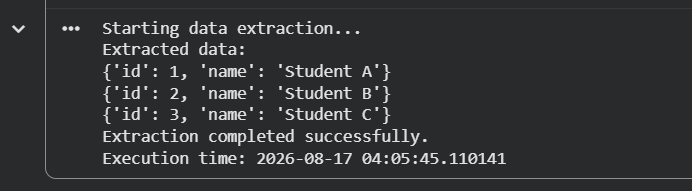 Starting data extraction...
Extracted data:
{'id': 1, 'name': 'Student A'}
{'id': 2, 'name': 'Student B'}
{'id': 3, 'name': 'Student C'}
Extraction completed successfully.
Execution time: 2026-08-17 04:05:45.110141